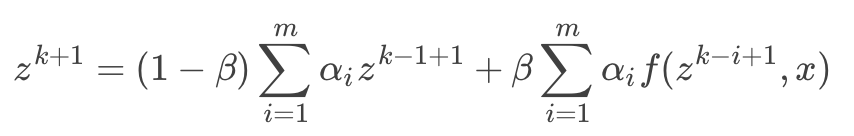 z^{k+1} = (1 − β) \sum_{i=1}^{m} α_i z^{k-1+1} + β \sum_{i=1}^{m} α_i f(z^{k-i+1}, x)